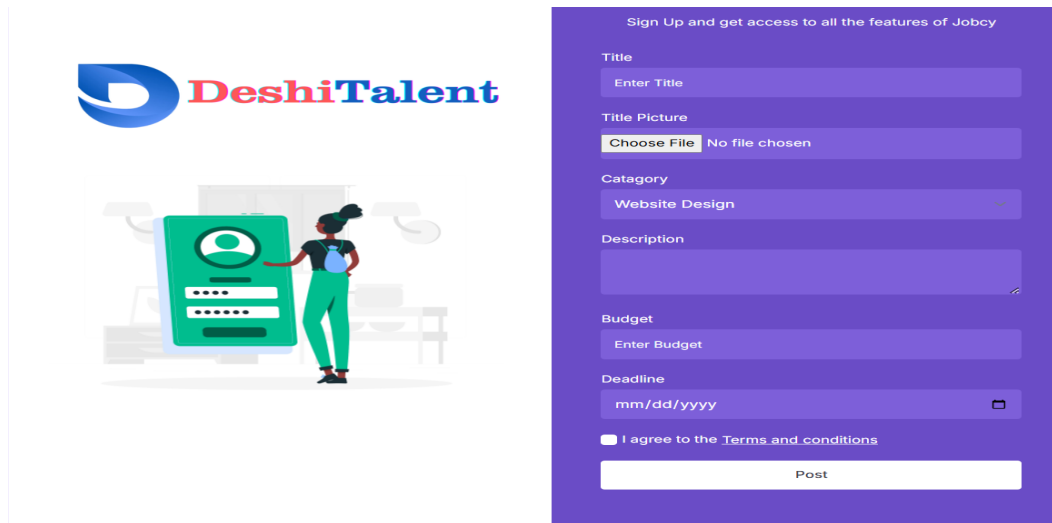 DeshiTalent
Sign Up and get access to all the features of Jobcy
Title
Enter Title
Title Picture
Choose File No file chosen
Catagory
Website Design
Description
Budget
Enter Budget
Deadline
mm/dd/yyyy
I agree to the Terms and conditions
Post